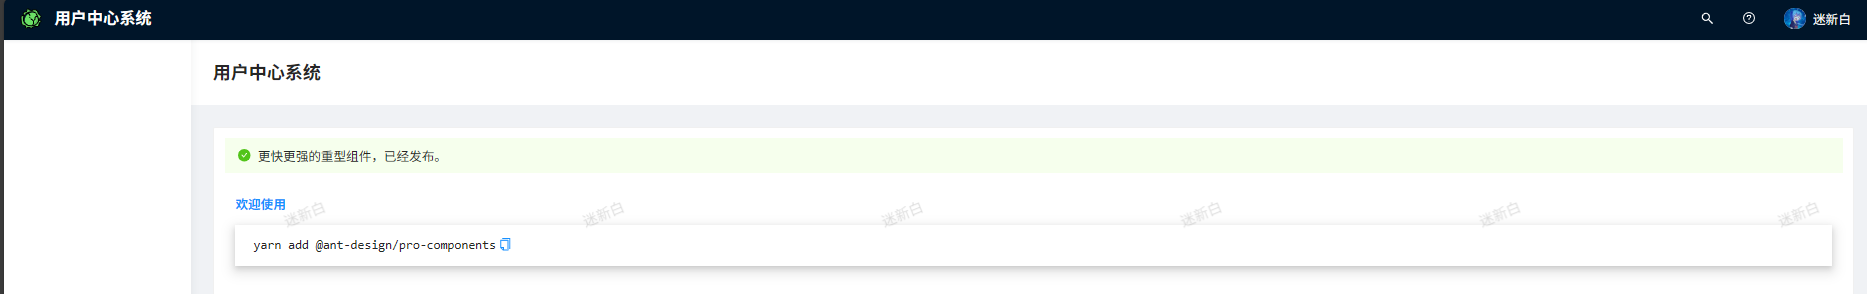 用户中心系统
迷新白
用户中心系统
更快更强的重型组件，已经发布。
欢迎使用
迷新白 迷新白 迷新白 迷新白 迷新白 迷新白
yarn add @ant-design/pro-components